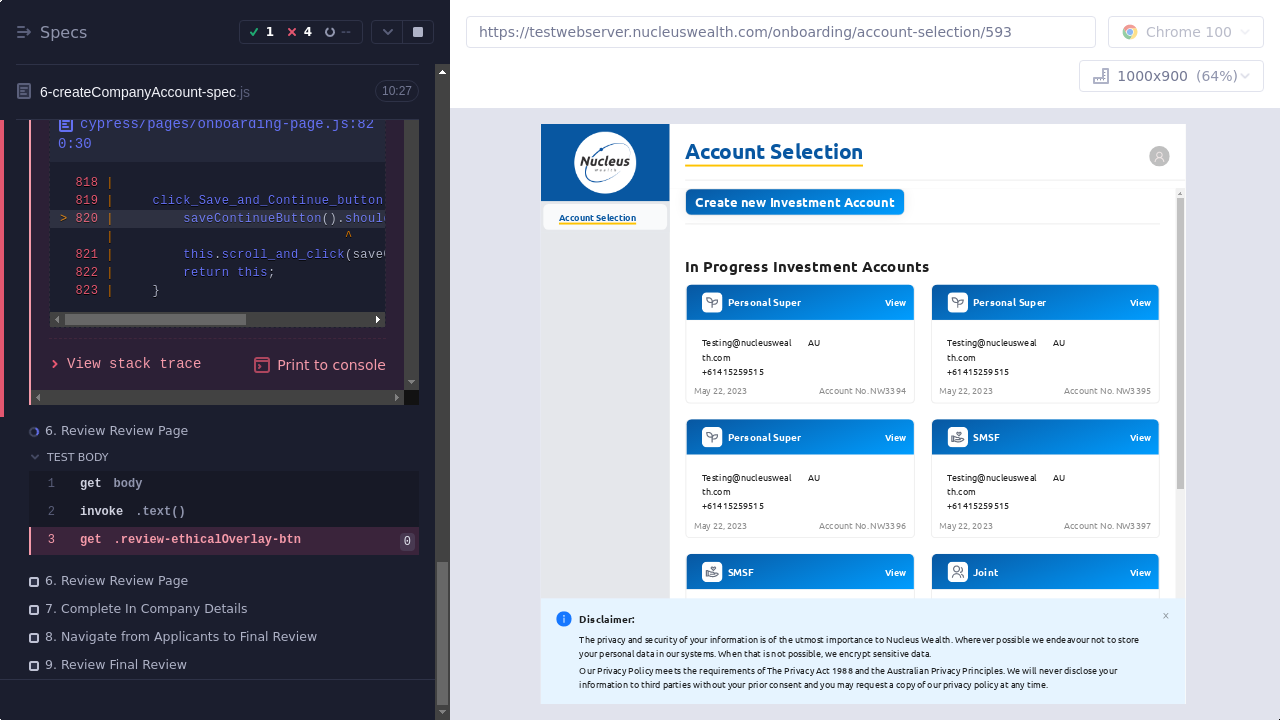 Specs
1
4
--
6-createCompanyAccount-spec.js
10:27
cypress/pages/onboarding-page.js:82
0:30
818 |
819 |     click_Save_and_Continue_button
> 820 |         saveContinueButton().shoul
|                              ^
821 |         this.scroll_and_click(save
822 |         return this;
823 |     }
View stack trace
Print to console
6. Review Review Page
TEST BODY
1 get body
2 invoke .text()
3 get .review-ethicalOverlay-btn 0
6. Review Review Page
7. Complete In Company Details
8. Navigate from Applicants to Final Review
9. Review Final Review
https://testwebserver.nucleuswealth.com/onboarding/account-selection/593
Chrome 100
1000x900 (64%)
Nucleus
Wealth
Account Selection
Account Selection
Create new Investment Account
In Progress Investment Accounts
Personal Super View
Testing@nucleusweal AU
th.com
+61415259515
May 22, 2023 Account No. NW3394
Personal Super View
Testing@nucleusweal AU
th.com
+61415259515
May 22, 2023 Account No. NW3395
Personal Super View
Testing@nucleusweal AU
th.com
+61415259515
May 22, 2023 Account No. NW3396
SMSF View
Testing@nucleusweal AU
th.com
+61415259515
May 22, 2023 Account No. NW3397
SMSF View
Joint View
Disclaimer:
x
The privacy and security of your information is of the utmost importance to Nucleus Wealth. Wherever possible we endeavour not to store
your personal data in our systems. When that is not possible, we encrypt sensitive data.
Our Privacy Policy meets the requirements of The Privacy Act 1988 and the Australian Privacy Principles. We will never disclose your
information to third parties without your prior consent and you may request a copy of our privacy policy at any time.